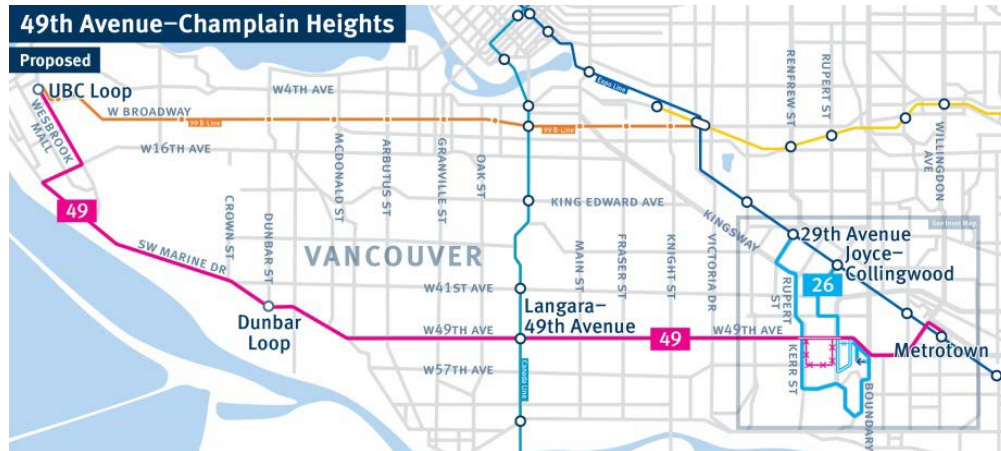 49th Avenue–Champlain Heights
Proposed
UBC Loop
W4TH AVE
W BROADWAY
99 B-Line
99 B-Line
Expo Line
RENFREW ST
RUPERT ST
WILLINGDON
AVE
WESBROOK
MALL
W16TH AVE
MCDONALD ST
ARBUTUS ST
GRANVILLE ST
OAK ST
KING EDWARD AVE
KINGSWAY
See Inset Map
49
CROWN ST
DUNBAR ST
SW MARINE DR
VANCOUVER
MAIN ST
FRASER ST
KNIGHT ST
VICTORIA DR
29th Avenue
Joyce–
Collingwood
26
RUPERT
ST
W41ST AVE
Langara–
49th Avenue
Dunbar
Loop
W49TH AVE
49
W49TH AVE
Metrotown
KERR ST
W57TH AVE
Canada Line
BOUNDARY